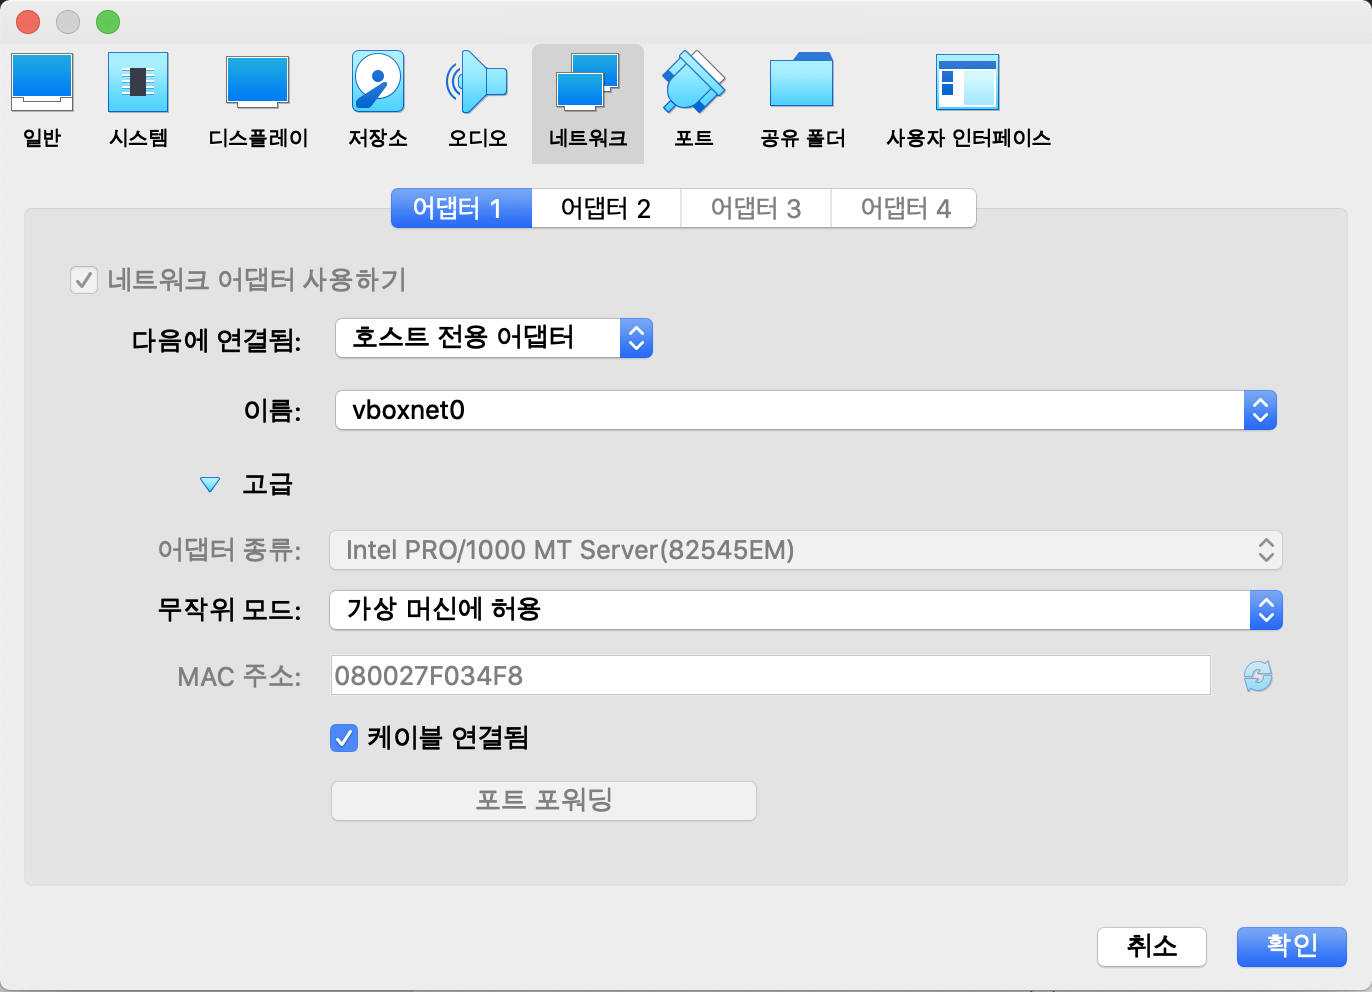 일반 시스템 디스플레이 저장소 오디오 네트워크 포트 공유 폴더 사용자 인터페이스
어댑터 1 어댑터 2 어댑터 3 어댑터 4
네트워크 어댑터 사용하기
다음에 연결됨: 호스트 전용 어댑터
이름: vboxnet0
고급
어댑터 종류: Intel PRO/1000 MT Server(82545EM)
무작위 모드: 가상 머신에 허용
MAC 주소: 080027F034F8
케이블 연결됨
포트 포워딩
취소 확인